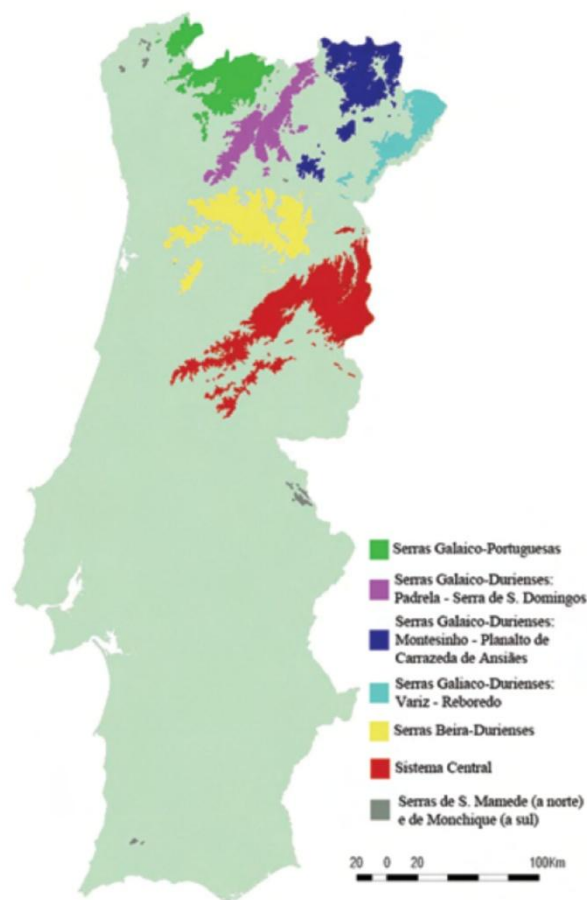 Serras Galaico-Portuguesas
Serras Galaico-Durienses:
Padrela - Serra de S. Domingos
Serras Galaico-Durienses:
Montesinho - Planalto de
Carrazeda de Ansiães
Serras Galiaco-Durienses:
Variz - Reboredo
Serras Beira-Durienses
Sistema Central
Serras de S. Mamede (a norte)
e de Monchique (a sul)
20 0 20 100Km